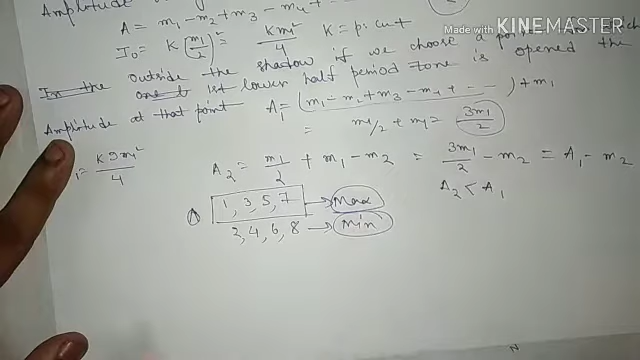 Made with KINEMASTER
Amplitude
A = m₁ - m₂ + m₃ - m₄ +
I₀ = K (m₁/2)² = Km₁²/4 K =
In the outside the shadow if we choose a point
one 1st lower half period zone is opened the
Amplitude at that point A₁ = (m₁ - m₂ + m₃ - m₄ + - - -) + m₁
= m₁/2 + m₁ = 3m₁/2
= K9m₁²/4
A₂ = m₁/2 + m₁ - m₂ = 3m₁/2 - m₂ = A₁ - m₂
A₂ < A₁
1, 3, 5, 7 → Max
2, 4, 6, 8 → Min